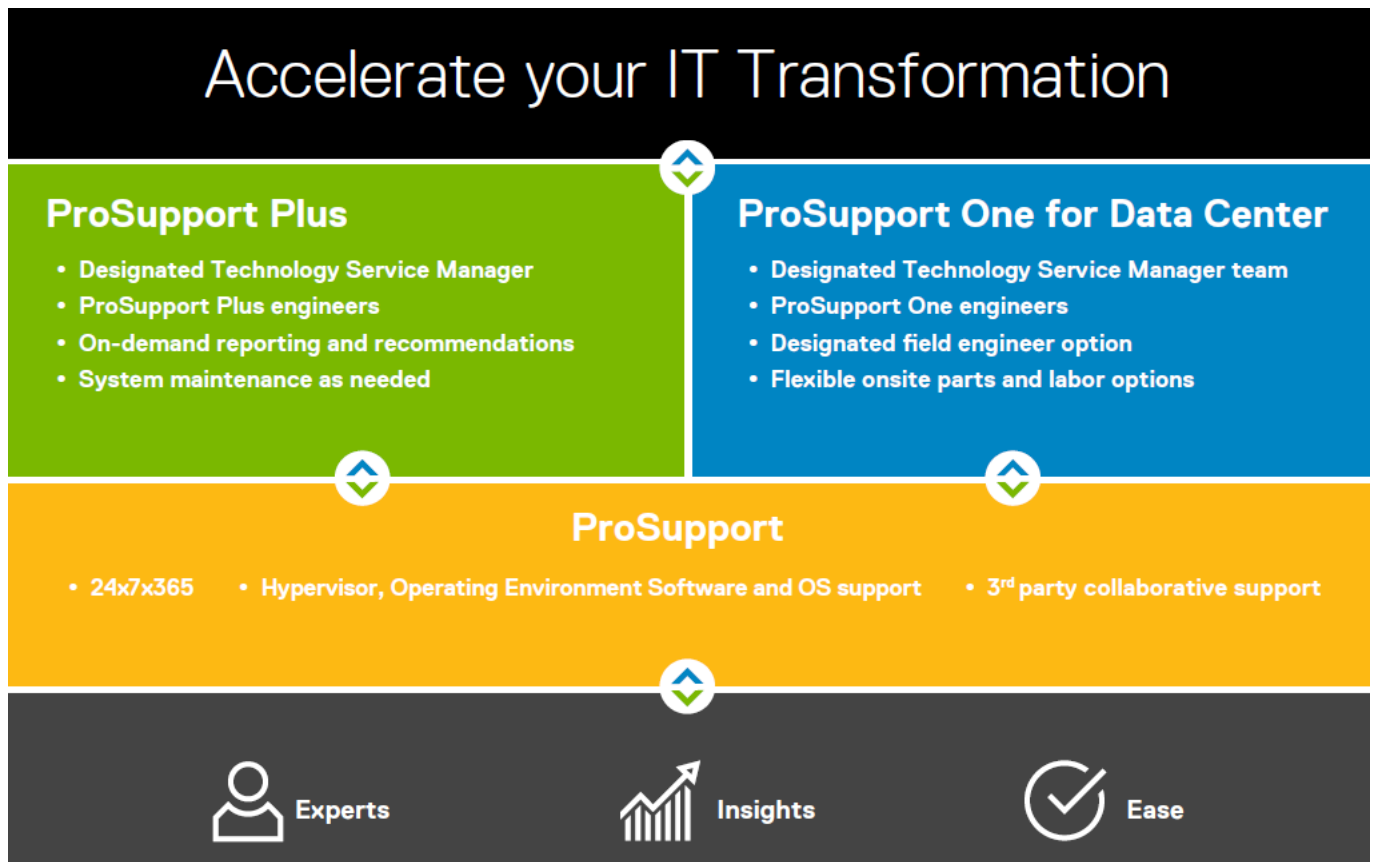 Accelerate your IT Transformation
ProSupport Plus
• Designated Technology Service Manager
• ProSupport Plus engineers
• On-demand reporting and recommendations
• System maintenance as needed
ProSupport One for Data Center
• Designated Technology Service Manager team
• ProSupport One engineers
• Designated field engineer option
• Flexible onsite parts and labor options
ProSupport
• 24x7x365 • Hypervisor, Operating Environment Software and OS support • 3rd party collaborative support
Experts Insights Ease